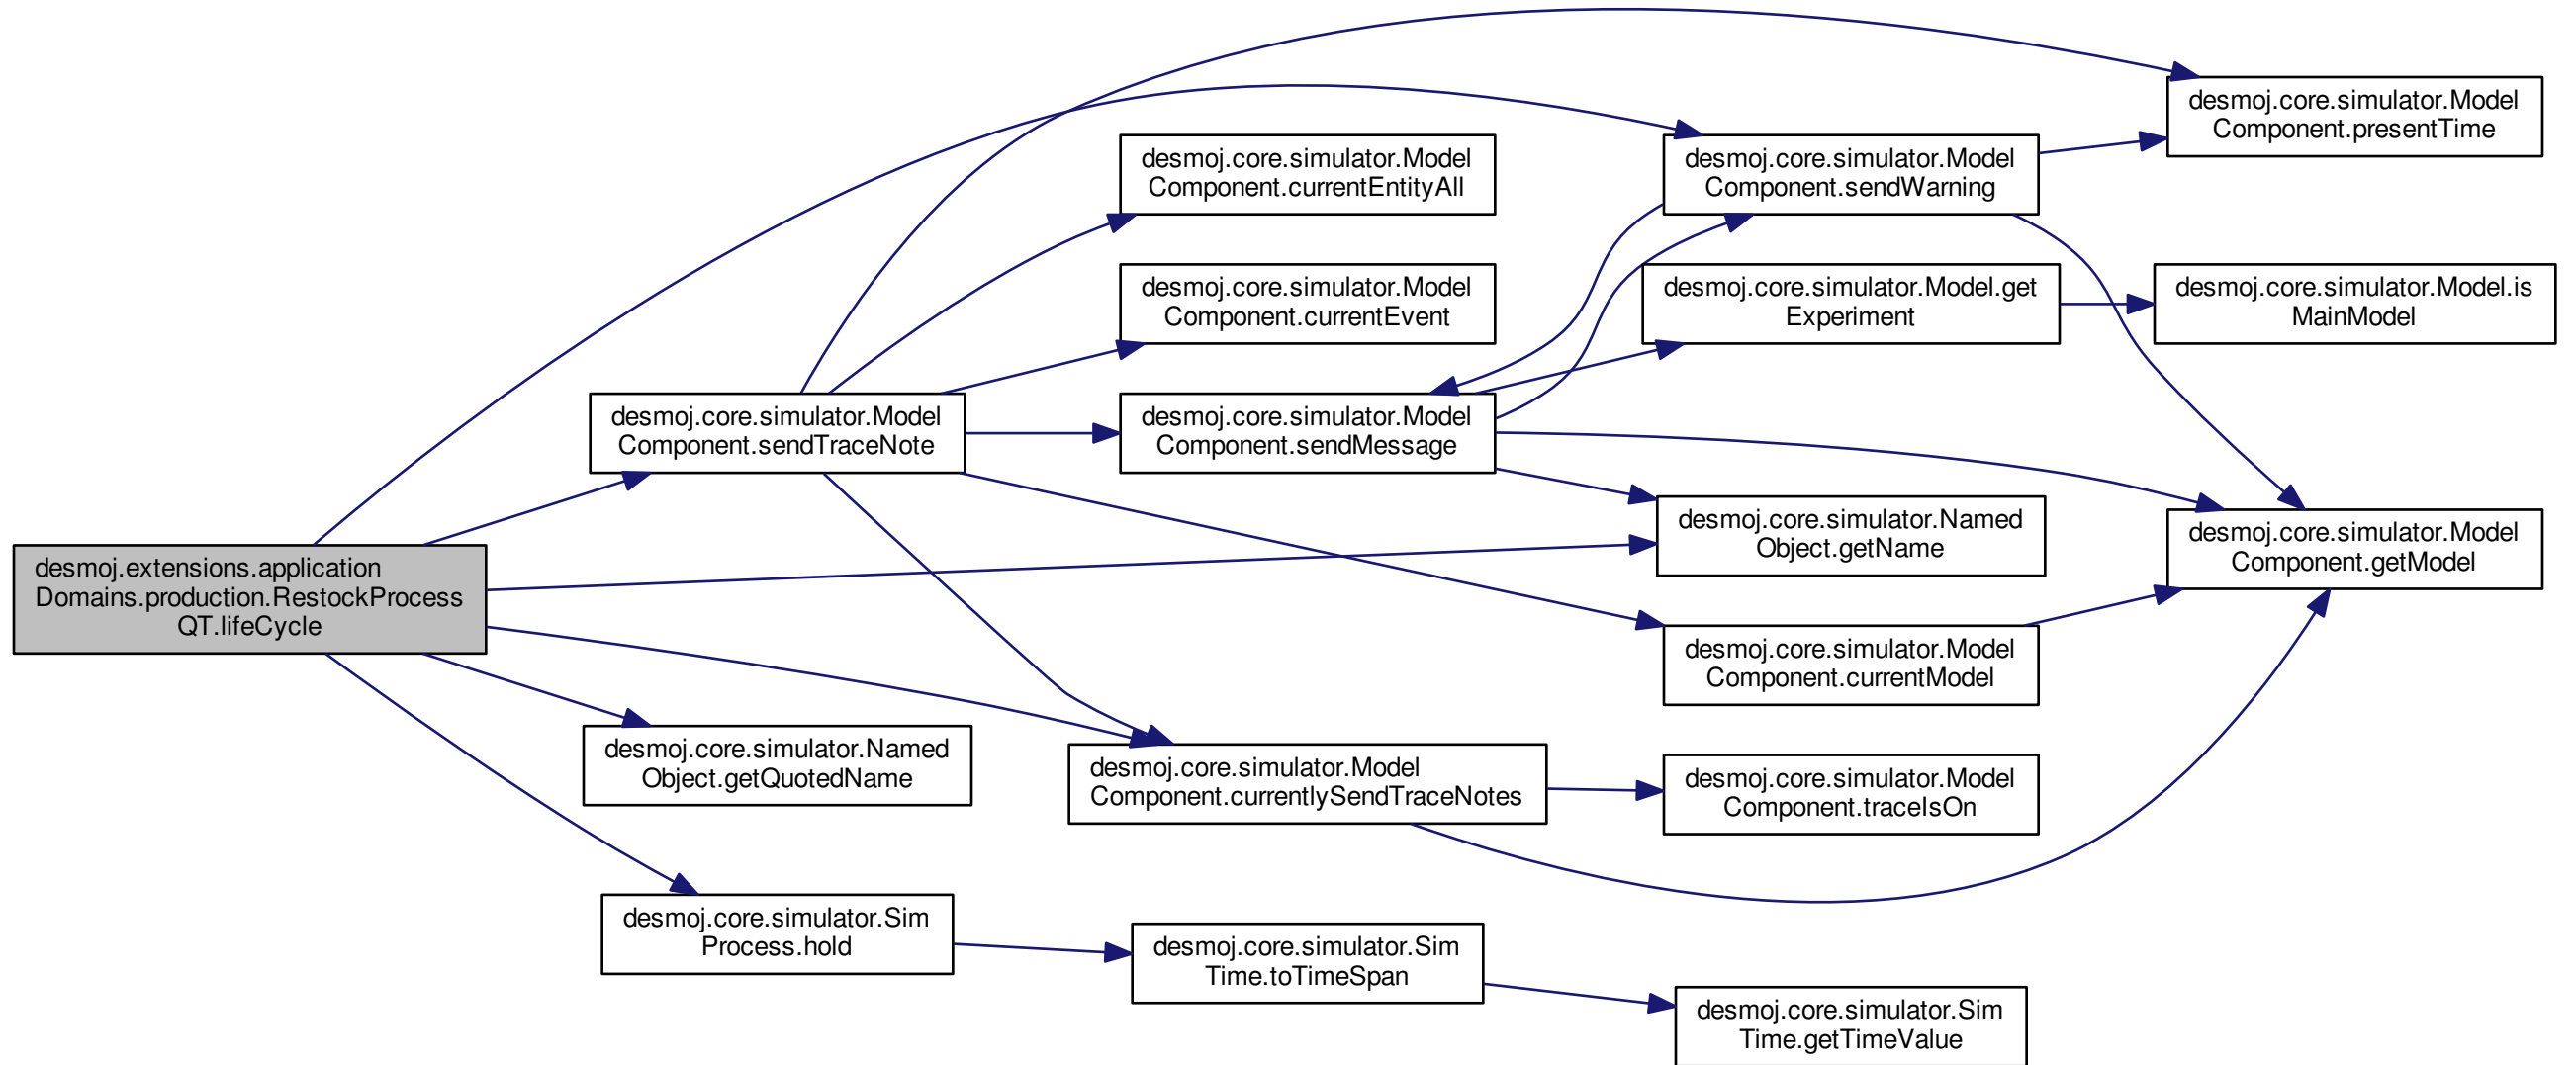 desmoj.core.simulator.Model
Component.presentTime
desmoj.core.simulator.Model
Component.currentEntityAll
desmoj.core.simulator.Model
Component.sendWarning
desmoj.core.simulator.Model
Component.currentEvent
desmoj.core.simulator.Model.get
Experiment
desmoj.core.simulator.Model.is
MainModel
desmoj.core.simulator.Model
Component.sendTraceNote
desmoj.core.simulator.Model
Component.sendMessage
desmoj.core.simulator.Named
Object.getName
desmoj.core.simulator.Model
Component.getModel
desmoj.extensions.application
Domains.production.RestockProcess
QT.lifeCycle
desmoj.core.simulator.Model
Component.currentModel
desmoj.core.simulator.Named
Object.getQuotedName
desmoj.core.simulator.Model
Component.currentlySendTraceNotes
desmoj.core.simulator.Model
Component.traceIsOn
desmoj.core.simulator.Sim
Process.hold
desmoj.core.simulator.Sim
Time.toTimeSpan
desmoj.core.simulator.Sim
Time.getTimeValue